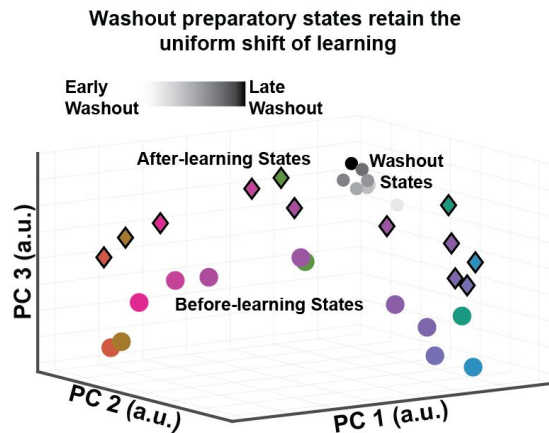 Washout preparatory states retain the
uniform shift of learning
Early
Washout
Late
Washout
After-learning States
Washout
States
Before-learning States
PC 3 (a.u.)
PC 2 (a.u.)
PC 1 (a.u.)